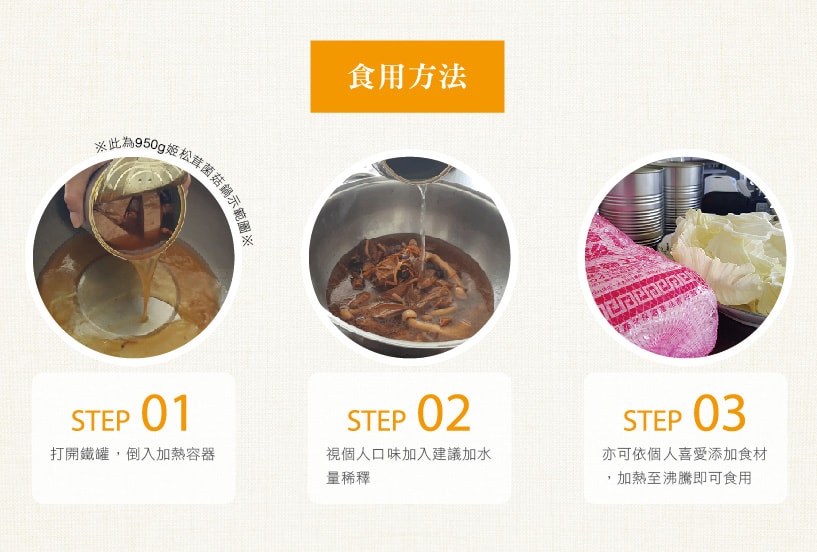 食用方法
※此為950g姬松茸菌菇鍋示範圖※
STEP 01
打開鐵罐，倒入加熱容器
STEP 02
視個人口味加入建議加水
量稀釋
STEP 03
亦可依個人喜愛添加食材
，加熱至沸騰即可食用